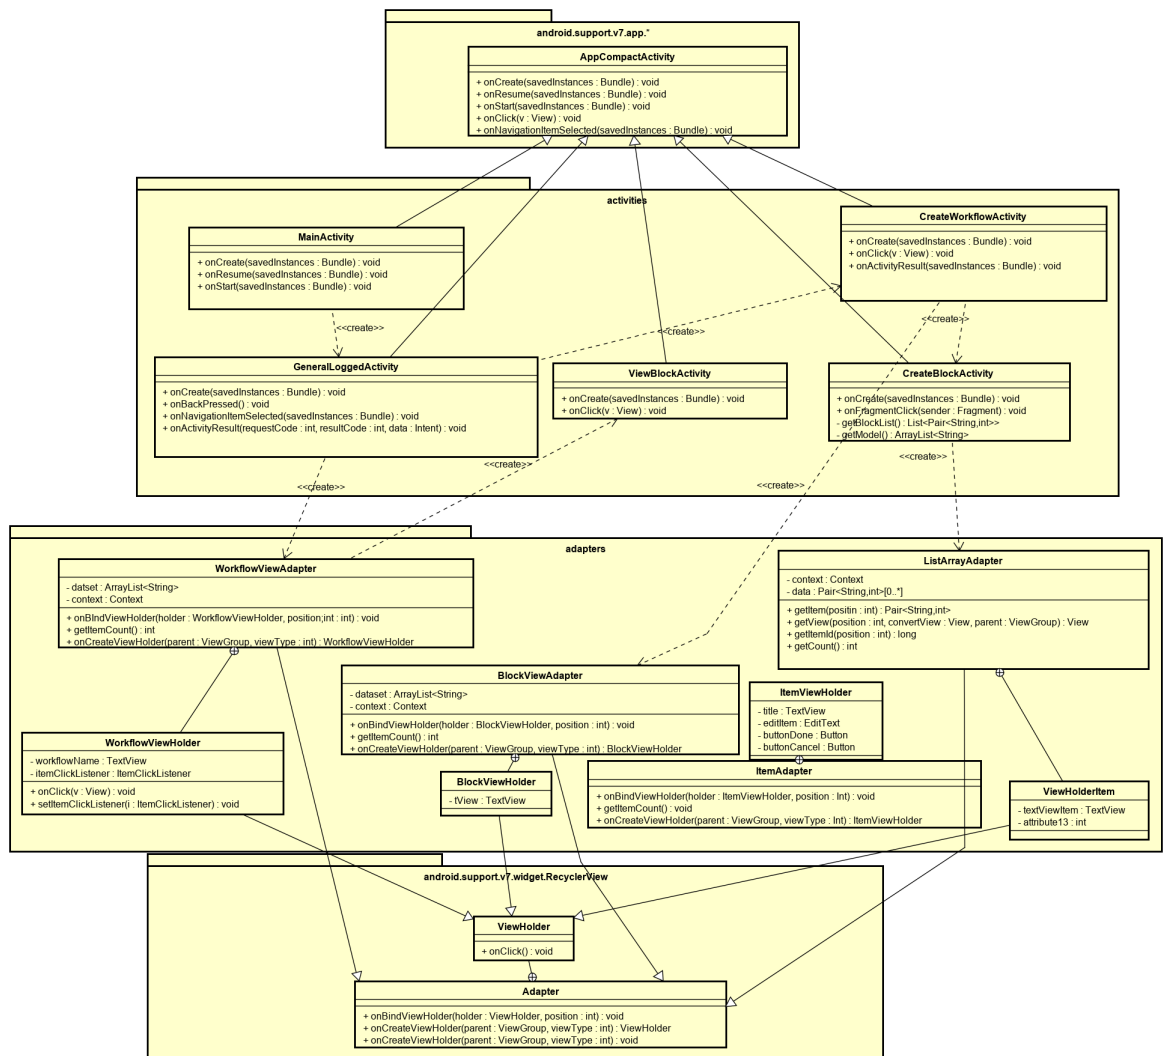 android.support.v7.app.*
AppCompactActivity
+ onCreate(savedInstances : Bundle) : void
+ onResume(savedInstances : Bundle) : void
+ onStart(savedInstances : Bundle) : void
+ onClick(v : View) : void
+ onNavigationItemSelected(savedInstances : Bundle) : void
activities
MainActivity
+ onCreate(savedInstances : Bundle) : void
+ onResume(savedInstances : Bundle) : void
+ onStart(savedInstances : Bundle) : void
CreateWorkflowActivity
+ onCreate(savedInstances : Bundle) : void
+ onClick(v : View) : void
+ onActivityResult(savedInstances : Bundle) : void
<<create>>
<<create>>
<<create>>
GeneralLoggedActivity
+ onCreate(savedInstances : Bundle) : void
+ onBackPressed() : void
+ onNavigationItemSelected(savedInstances : Bundle) : void
+ onActivityResult(requestCode : int, resultCode : int, data : Intent) : void
ViewBlockActivity
+ onCreate(savedInstances : Bundle) : void
+ onClick(v : View) : void
CreateBlockActivity
+ onCreate(savedInstances : Bundle) : void
+ onFragmentClick(sender : Fragment) : void
- getBlockList() : List<Pair<String,int>>
- getModel() : ArrayList<String>
<<create>>
<<create>>
<<create>>
<<create>>
adapters
WorkflowViewAdapter
- datset : ArrayList<String>
- context : Context
+ onBIndViewHolder(holder : WorkflowViewHolder, position;int : int) : void
+ getItemCount() : int
+ onCreateViewHolder(parent : ViewGroup, viewType : int) : WorkflowViewHolder
ListArrayAdapter
- context : Context
- data : Pair<String,int>[0..*]
+ getItem(positin : int) : Pair<String,int>
+ getView(position : int, convertView : View, parent : ViewGroup) : View
+ getItemId(position : int) : long
+ getCount() : int
BlockViewAdapter
- dataset : ArrayList<String>
- context : Context
+ onBindViewHolder(holder : BlockViewHolder, position : int) : void
+ getItemCount() : int
+ onCreateViewHolder(parent : ViewGroup, viewType : int) : BlockViewHolder
ItemViewHolder
- title : TextView
- editItem : EditText
- buttonDone : Button
- buttonCancel : Button
WorkflowViewHolder
- workflowName : TextView
- itemClickListener : ItemClickListener
+ onClick(v : View) : void
+ setItemClickListener(i : ItemClickListener) : void
BlockViewHolder
- tView : TextView
ItemAdapter
+ onBindViewHolder(holder : ItemViewHolder, position : Int) : void
+ getItemCount() : void
+ onCreateViewHolder(parent : ViewGroup, viewType : Int) : ItemViewHolder
ViewHolderItem
- textViewItem : TextView
- attribute13 : int
android.support.v7.widget.RecyclerView
ViewHolder
+ onClick() : void
Adapter
+ onBindViewHolder(holder : ViewHolder, position : int) : void
+ onCreateViewHolder(parent : ViewGroup, viewType : int) : ViewHolder
+ onCreateViewHolder(parent : ViewGroup, viewType : int) : void